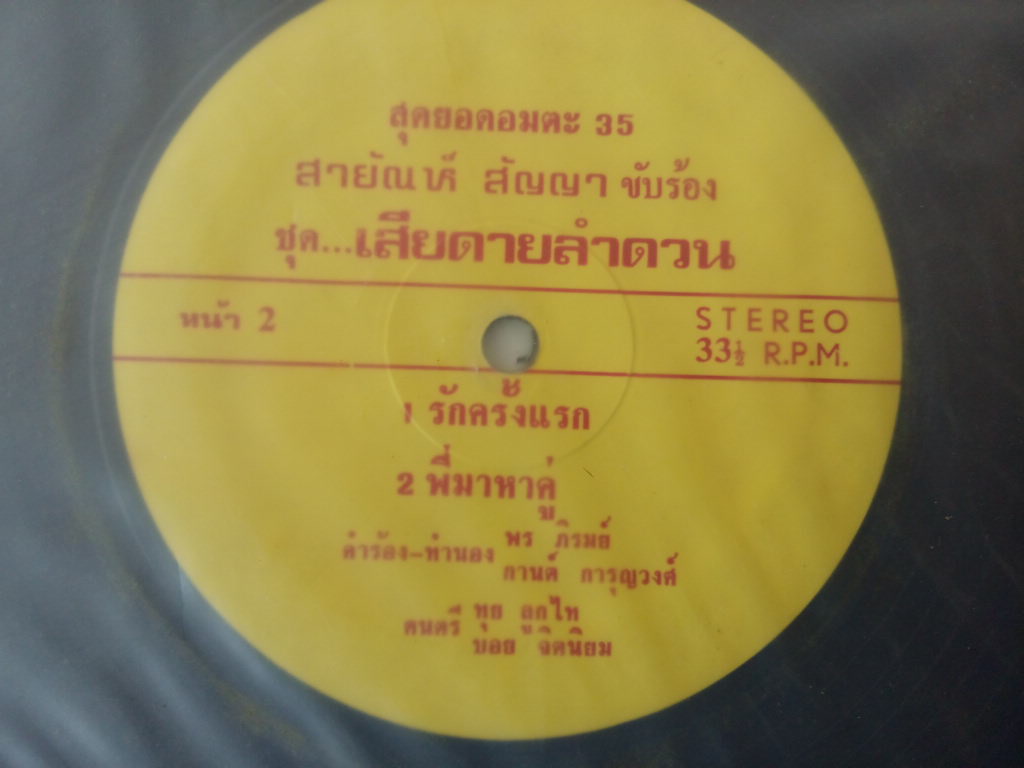 สุดยอดอมตะ 35
สายัณห์ สัญญา ขับร้อง
ชุด...เสียดายลำดวน
หน้า 2
STEREO
33½ R.P.M.
1 รักครั้งแรก
2 พี่มาหาคู่
คำร้อง-ทำนอง พร ภิรมย์
กานต์ การุญวงศ์
ดนตรี ทุย ลูกไท
บอย จิตนิยม